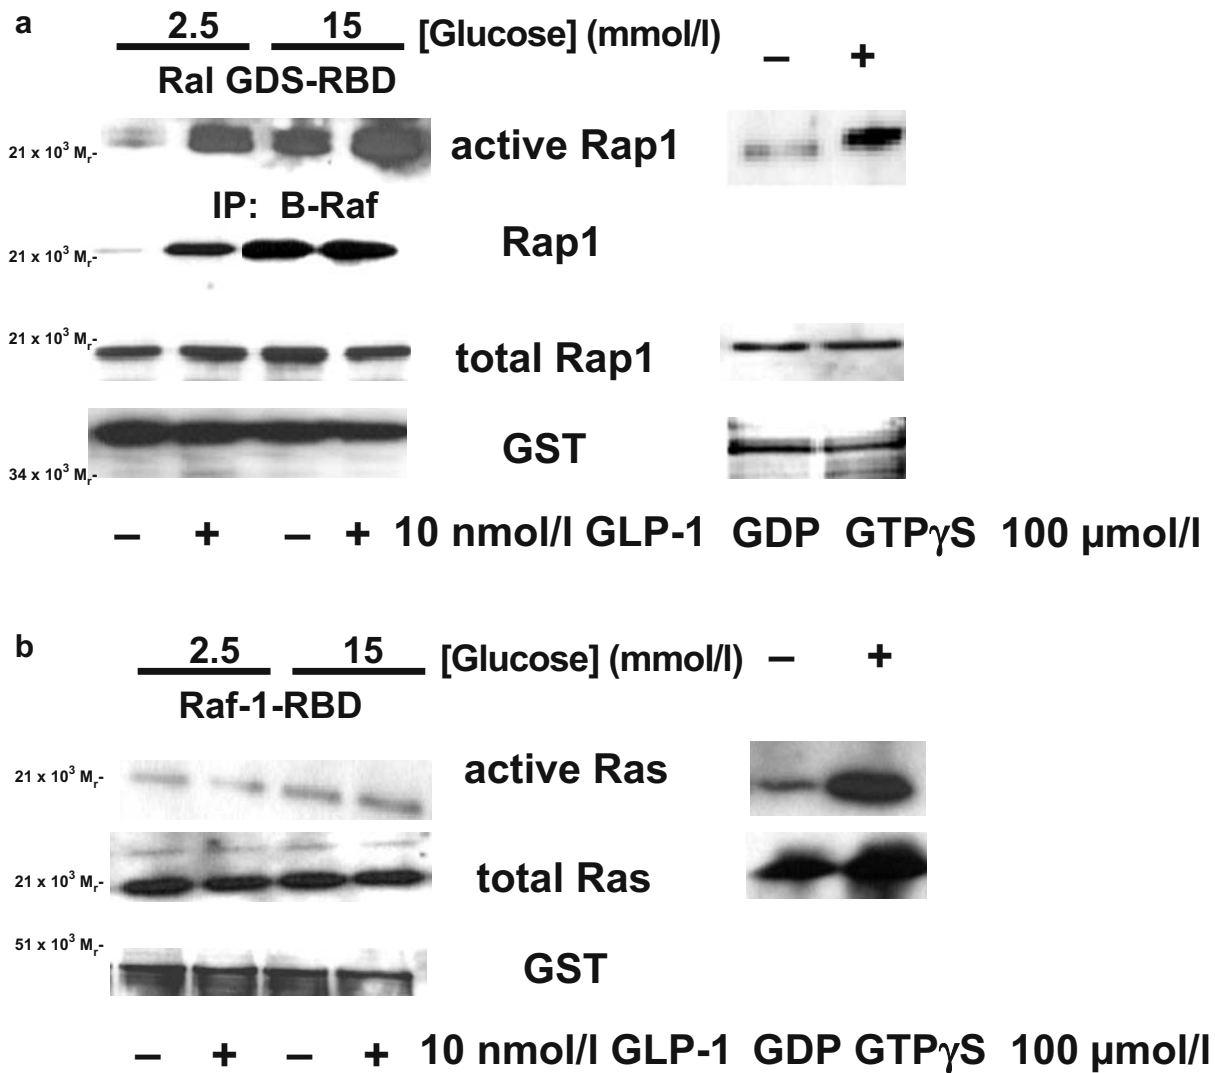 a
2.5 15 [Glucose] (mmol/l) – +
Ral GDS-RBD
21 x 10³ Mᵣ- active Rap1
IP: B-Raf
21 x 10³ Mᵣ- Rap1
21 x 10³ Mᵣ- total Rap1
GST
34 x 10³ Mᵣ-
– + – + 10 nmol/l GLP-1 GDP GTPγS 100 µmol/l
b
2.5 15 [Glucose] (mmol/l) – +
Raf-1-RBD
21 x 10³ Mᵣ- active Ras
21 x 10³ Mᵣ- total Ras
51 x 10³ Mᵣ-
GST
– + – + 10 nmol/l GLP-1 GDP GTPγS 100 µmol/l